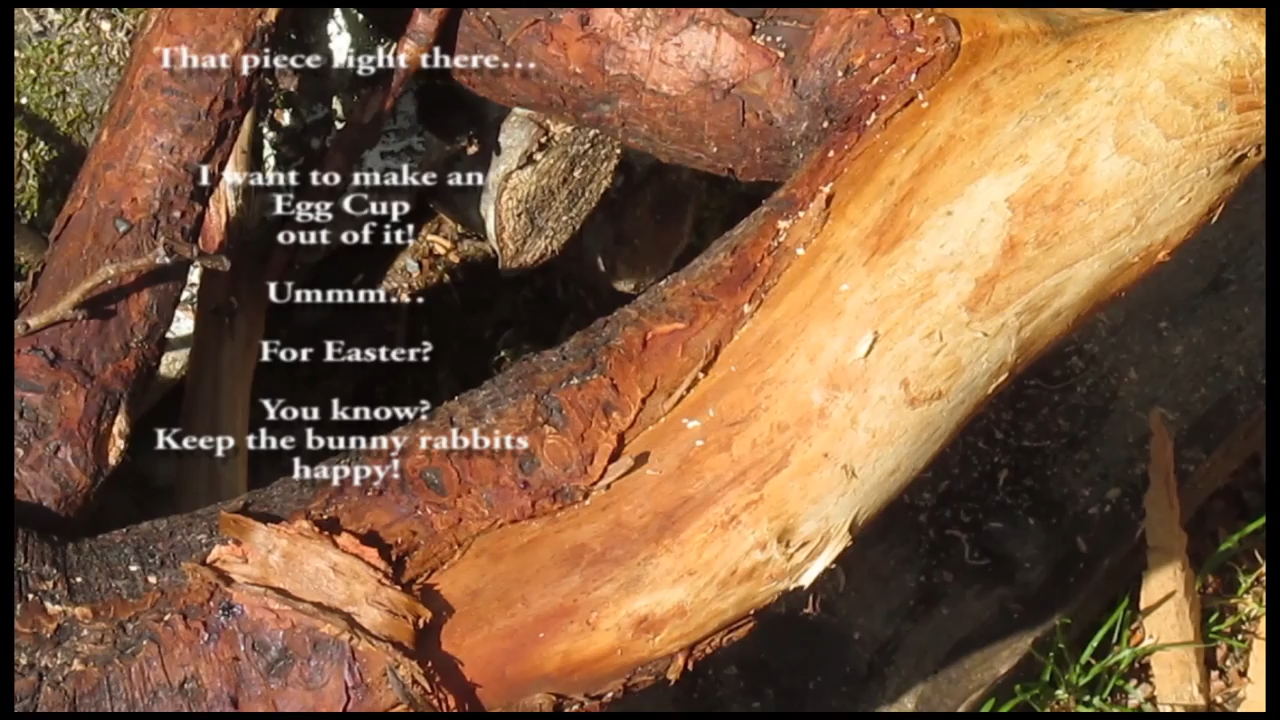 That piece right there...
I want to make an
Egg Cup
out of it!
Ummm...
For Easter?
You know?
Keep the bunny rabbits
happy!